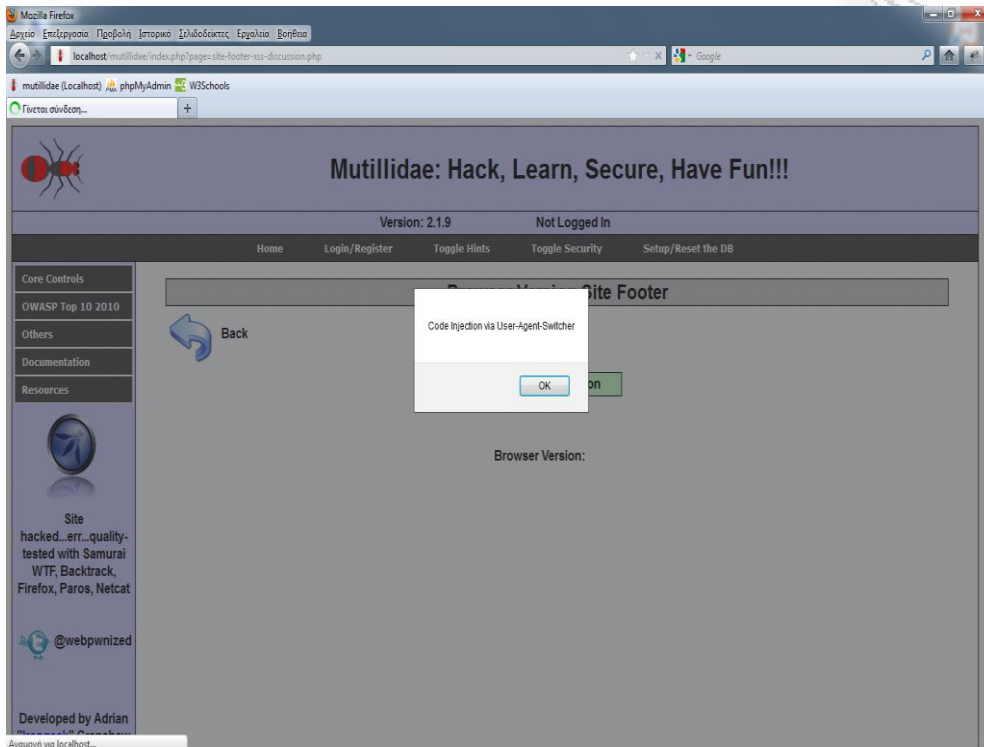 Mozilla Firefox
Αρχείο Επεξεργασία Προβολή Ιστορικό Σελιδοδείκτες Εργαλεία Βοήθεια
localhost/mutillidae/index.php?page=site-footer-xss-discussion.php
Google
mutillidae (Localhost) phpMyAdmin W3Schools
Γίνεται σύνδεση...
Mutillidae: Hack, Learn, Secure, Have Fun!!!
Version: 2.1.9 Not Logged In
Home Login/Register Toggle Hints Toggle Security Setup/Reset the DB
Core Controls
OWASP Top 10 2010
Others
Documentation
Resources
Site Footer
Back
Code Injection via User-Agent-Switcher
OK
Browser Version:
Site
hacked...err...quality-
tested with Samurai
WTF, Backtrack,
Firefox, Paros, Netcat
@webpwnized
Developed by Adrian
Αναμονή για localhost...